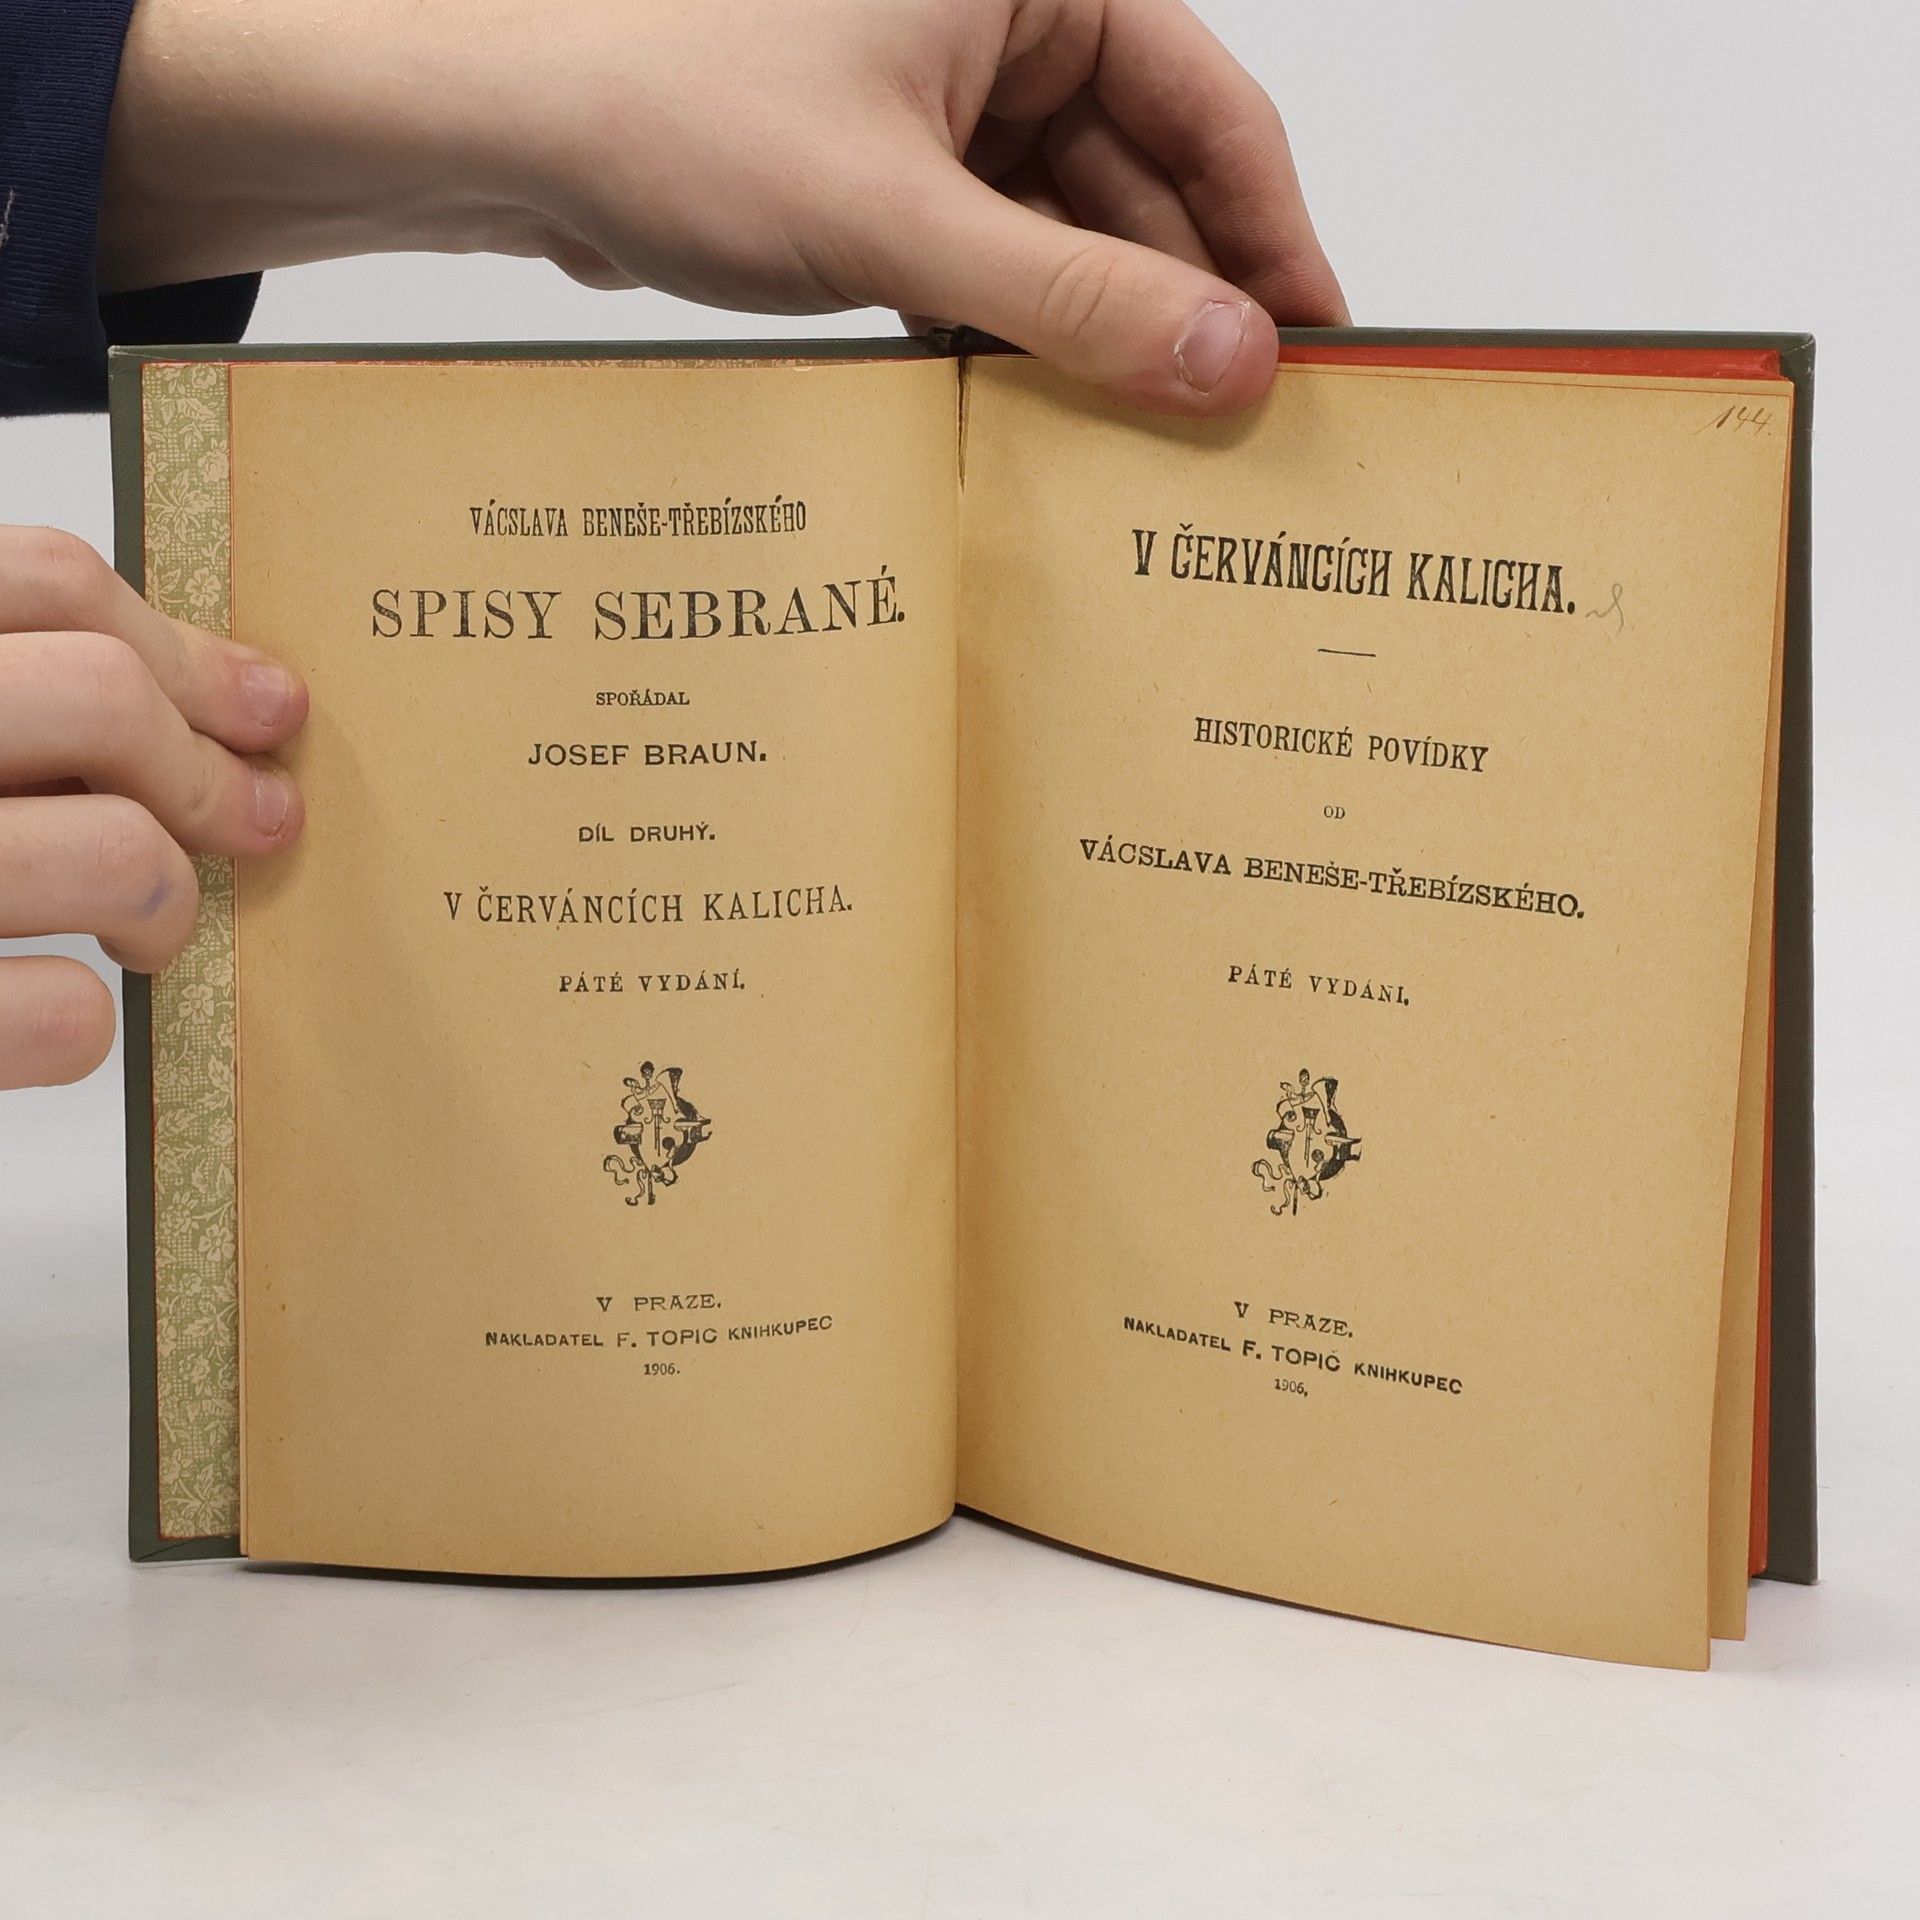 VÁCSLAVA BENEŠE-TŘEBÍZSKÉHO
SPISY SEBRANÉ.
SPOŘÁDAL
JOSEF BRAUN.
DÍL DRUHÝ.
V ČERVÁNCÍCH KALICHA.
PÁTÉ VYDÁNÍ.
V PRAZE.
NAKLADATEL F. TOPIČ KNIHKUPEC
1906.
144.
V ČERVÁNCÍCH KALICHA.
HISTORICKÉ POVÍDKY
OD
VÁCSLAVA BENEŠE-TŘEBÍZSKÉHO.
PÁTÉ VYDÁNÍ.
V PRAZE.
NAKLADATEL F. TOPIČ KNIHKUPEC
1906.